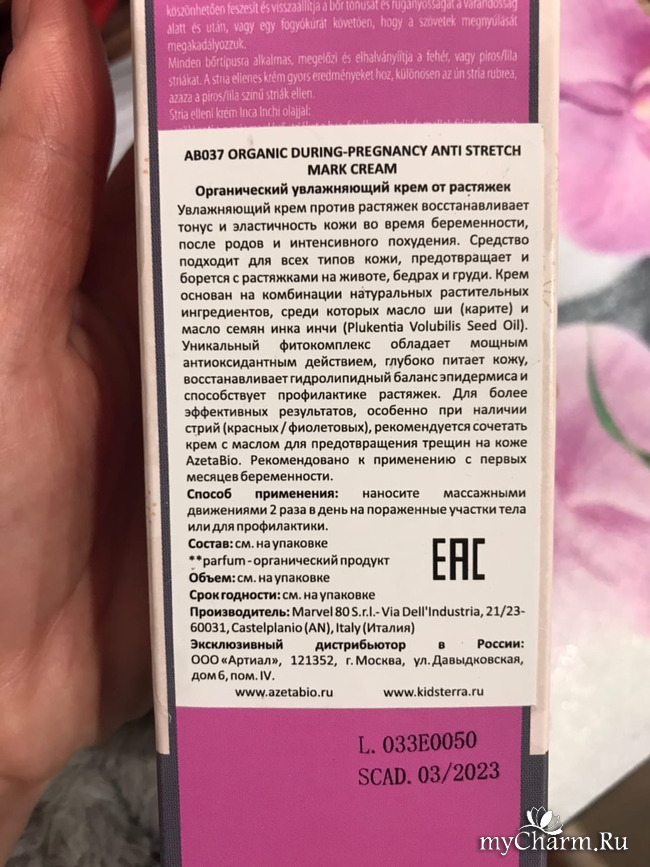 köszönhetően feszesít és visszaállítja a bőr tónusát és rugalmasságát a várandósság
alatt és után, vagy egy fogyókúrát követően, hogy a szövetek megnyúlását
megakadályozzuk.
Minden bőrtípusra alkalmas, megelőzi és elhalványítja a fehér, vagy piros/lila
striákat. A stria ellenes krém gyors eredményeket hoz, különösen az ún stria rubrea,
azaza a piros/lila színű striák ellen.
Stria elleni krém Inca Inchi olajjal:
AB037 ORGANIC DURING-PREGNANCY ANTI STRETCH
MARK CREAM
Органический увлажняющий крем от растяжек
Увлажняющий крем против растяжек восстанавливает
тонус и эластичность кожи во время беременности,
после родов и интенсивного похудения. Средство
подходит для всех типов кожи, предотвращает и
борется с растяжками на животе, бедрах и груди. Крем
основан на комбинации натуральных растительных
ингредиентов, среди которых масло ши (карите) и
масло семян инка инчи (Plukentia Volubilis Seed Oil).
Уникальный фитокомплекс обладает мощным
антиоксидантным действием, глубоко питает кожу,
восстанавливает гидролипидный баланс эпидермиса и
способствует профилактике растяжек. Для более
эффективных результатов, особенно при наличии
стрий (красных / фиолетовых), рекомендуется сочетать
крем с маслом для предотвращения трещин на коже
AzetaBio. Рекомендовано к применению с первых
месяцев беременности.
Способ применения: наносите массажными
движениями 2 раза в день на пораженные участки тела
или для профилактики.
Состав: см. на упаковке
**parfum - органический продукт
Объем: см. на упаковке
Срок годности: см. на упаковке
EAC
Производитель: Marvel 80 S.r.l.- Via Dell'Industria, 21/23-
60031, Castelplanio (AN), Italy (Италия)
Эксклюзивный дистрибьютор в России:
ООО «Артиал», 121352, г. Москва, ул. Давыдковская,
дом 6, пом. IV.
www.azetabio.ru www.kidsterra.ru
L. 033E0050
SCAD. 03/2023
myCharm.Ru